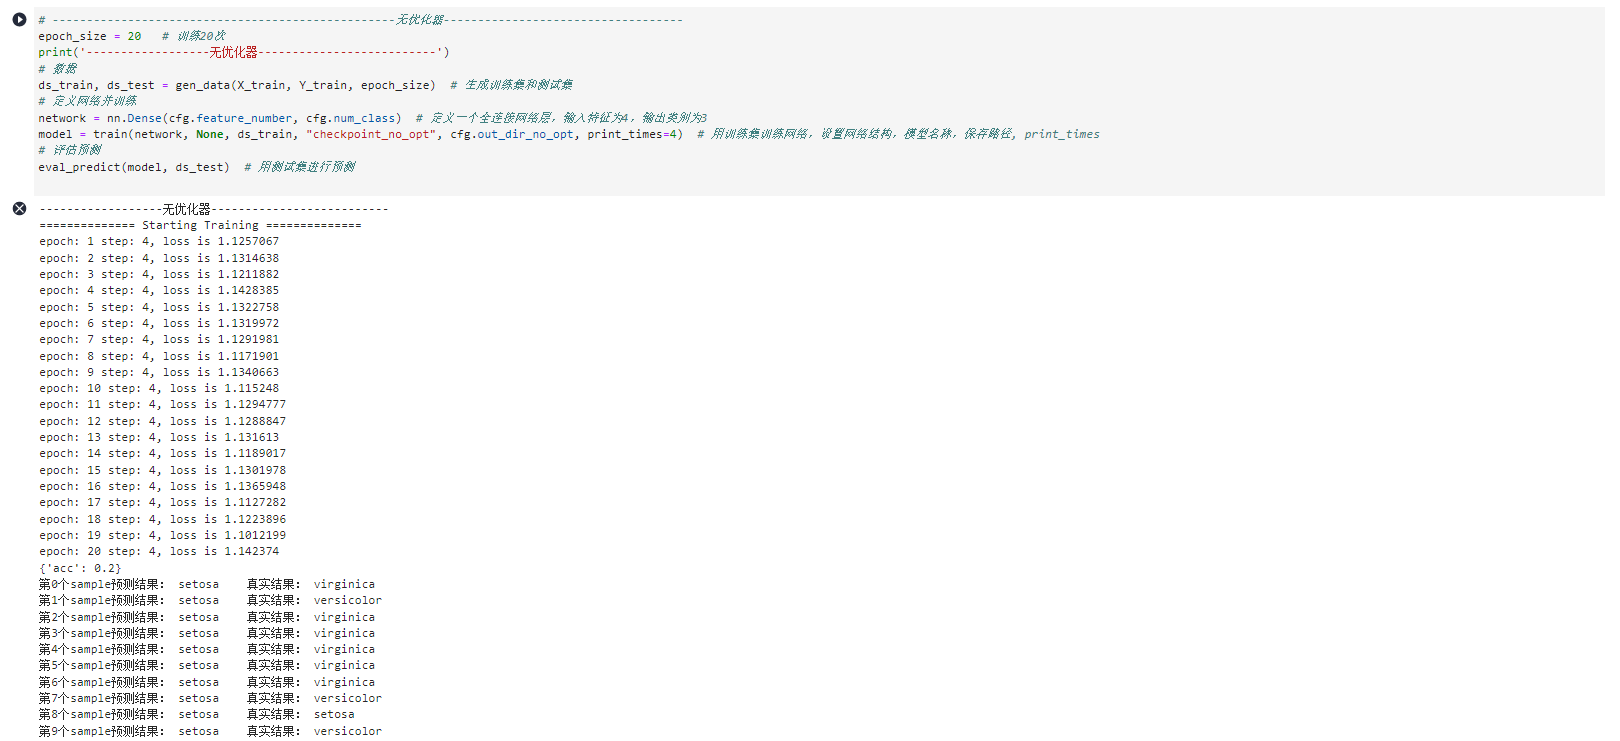 # --------------------------------------------------无优化器-----------------------------------
epoch_size = 20   # 训练20次
print('------------------无优化器--------------------------')
# 数据
ds_train, ds_test = gen_data(X_train, Y_train, epoch_size)  # 生成训练集和测试集
# 定义网络并训练
network = nn.Dense(cfg.feature_number, cfg.num_class)  # 定义一个全连接网络层，输入特征为4，输出类别为3
model = train(network, None, ds_train, "checkpoint_no_opt", cfg.out_dir_no_opt, print_times=4)  # 用训练集训练网络，设置网络结构，模型名称，保存路径, print_times
# 评估预测
eval_predict(model, ds_test)  # 用测试集进行预测
------------------无优化器--------------------------
============== Starting Training ==============
epoch: 1 step: 4, loss is 1.1257067
epoch: 2 step: 4, loss is 1.1314638
epoch: 3 step: 4, loss is 1.1211882
epoch: 4 step: 4, loss is 1.1428385
epoch: 5 step: 4, loss is 1.1322758
epoch: 6 step: 4, loss is 1.1319972
epoch: 7 step: 4, loss is 1.1291981
epoch: 8 step: 4, loss is 1.1171901
epoch: 9 step: 4, loss is 1.1340663
epoch: 10 step: 4, loss is 1.115248
epoch: 11 step: 4, loss is 1.1294777
epoch: 12 step: 4, loss is 1.1288847
epoch: 13 step: 4, loss is 1.131613
epoch: 14 step: 4, loss is 1.1189017
epoch: 15 step: 4, loss is 1.1301978
epoch: 16 step: 4, loss is 1.1365948
epoch: 17 step: 4, loss is 1.1127282
epoch: 18 step: 4, loss is 1.1223896
epoch: 19 step: 4, loss is 1.1012199
epoch: 20 step: 4, loss is 1.142374
{'acc': 0.2}
第0个sample预测结果： setosa    真实结果： virginica
第1个sample预测结果： setosa    真实结果： versicolor
第2个sample预测结果： setosa    真实结果： virginica
第3个sample预测结果： setosa    真实结果： virginica
第4个sample预测结果： setosa    真实结果： virginica
第5个sample预测结果： setosa    真实结果： virginica
第6个sample预测结果： setosa    真实结果： virginica
第7个sample预测结果： setosa    真实结果： versicolor
第8个sample预测结果： setosa    真实结果： setosa
第9个sample预测结果： setosa    真实结果： versicolor